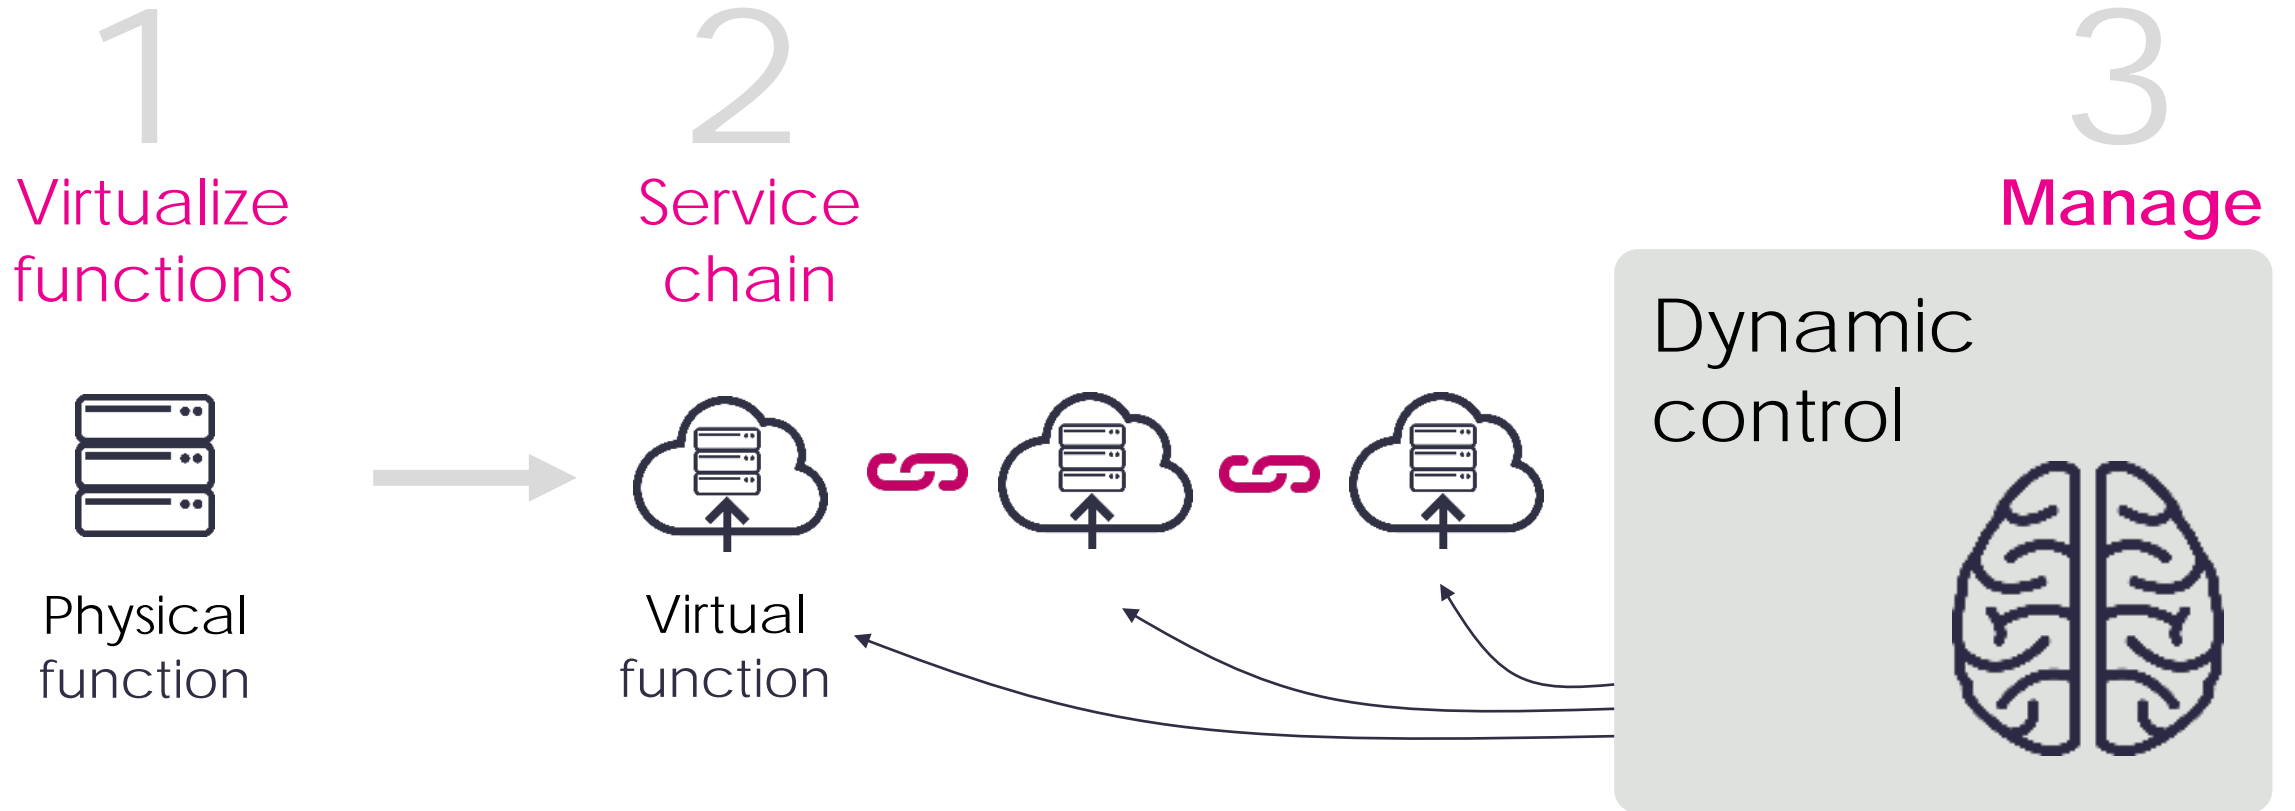 1
Virtualize
functions
Physical
function
2
Service
chain
Virtual
function
3
Manage
Dynamic
control